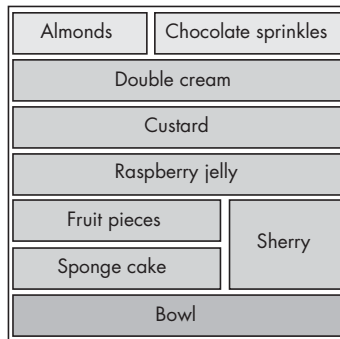 Almonds Chocolate sprinkles
Double cream
Custard
Raspberry jelly
Fruit pieces
Sherry
Sponge cake
Bowl